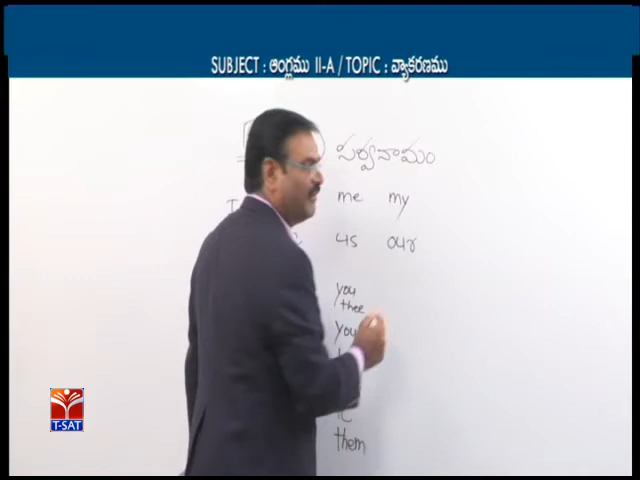 SUBJECT : ఆంగ్లము II-A / TOPIC : వ్యాకరణము
సర్వనామం
I me my
us our
you
thee
you
them
T-SAT